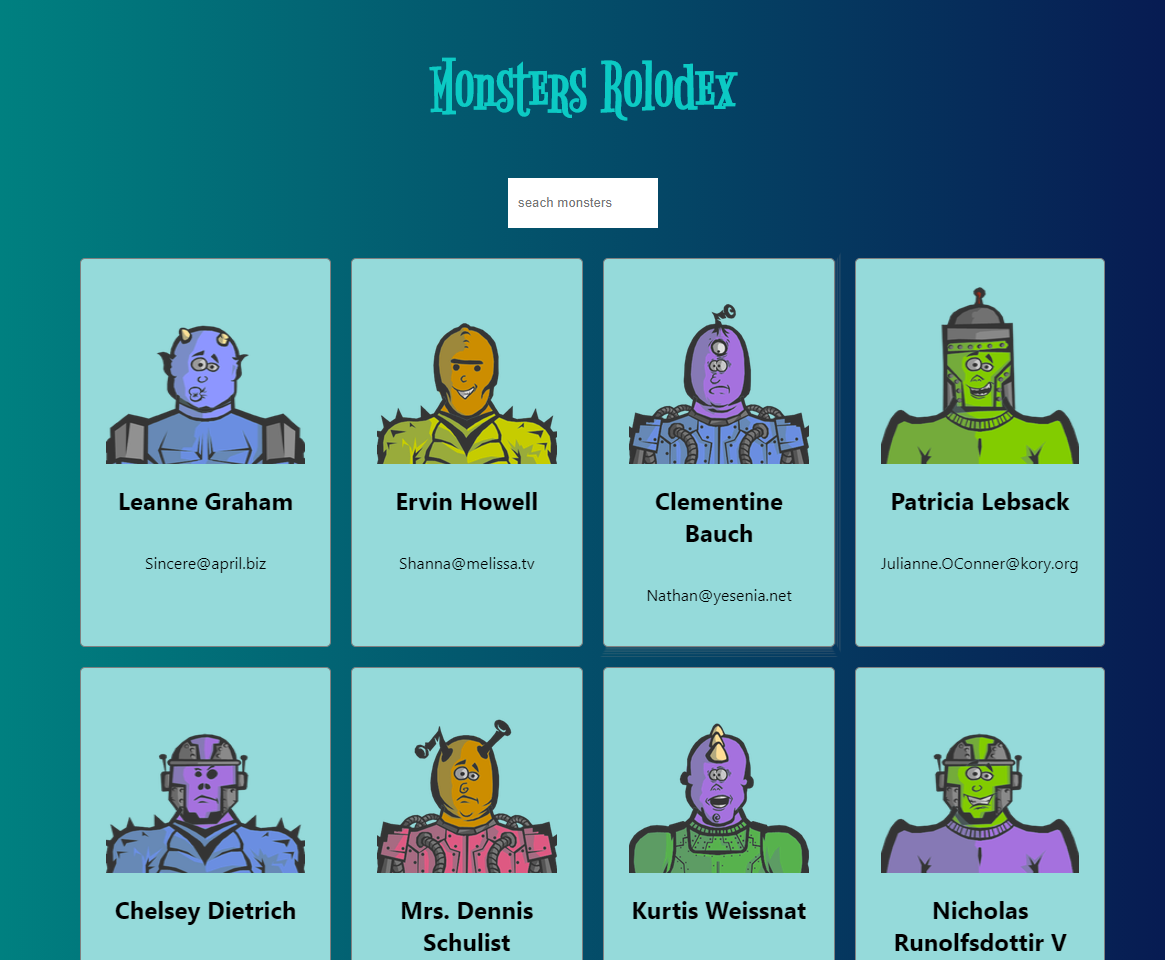 Monsters Rolodex
seach monsters
Leanne Graham
Sincere@april.biz
Ervin Howell
Shanna@melissa.tv
Clementine
Bauch
Nathan@yesenia.net
Patricia Lebsack
Julianne.OConner@kory.org
Chelsey Dietrich
Mrs. Dennis
Schulist
Kurtis Weissnat
Nicholas
Runolfsdottir V